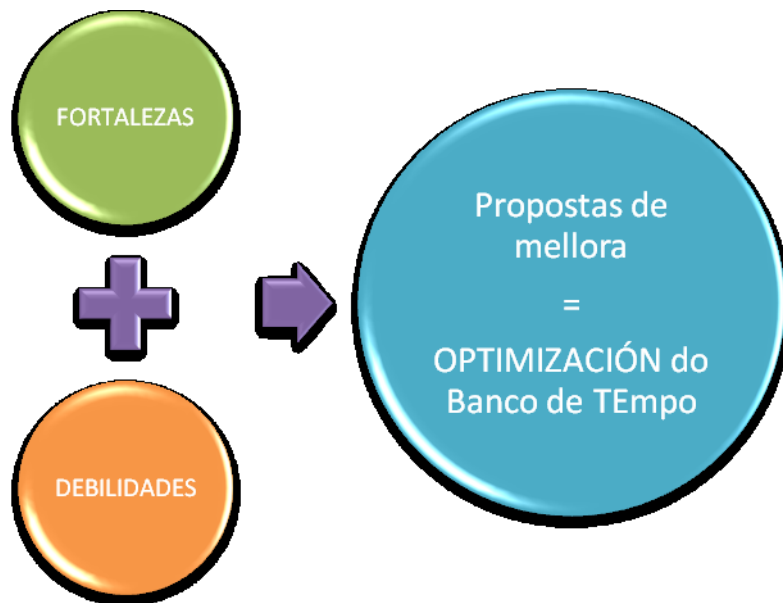 FORTALEZAS
DEBILIDADES
Propostas de
mellora
=
OPTIMIZACIÓN do
Banco de TEmpo